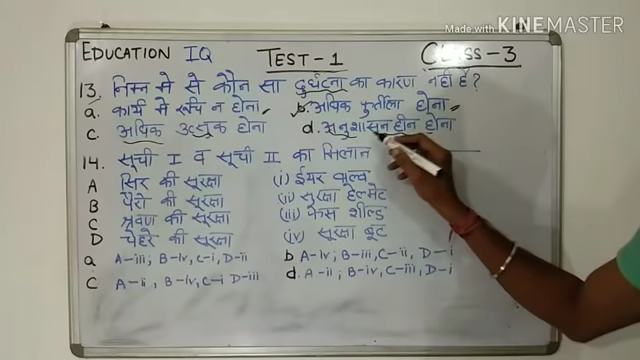 Made with KINEMASTER
EDUCATION IQ TEST-1 CLASS-3
13. निम्न मे से कौन सा दुर्घटना का कारण नही है?
a. कार्य मे रूचि न होना b. अधिक फुर्तीला होना
c. अधिक उत्सुक होना d. अनुशासन हीन होना
14. सूची I व सूची II का मिलान
A सिर की सुरक्षा (i) ईयर
B पैरो की सुरक्षा (ii) सुरक्षा हेलमेट
C श्रवण की सुरक्षा (iii) फेस शील्ड
D चेहरे की सुरक्षा (iv) सुरक्षा बूट
a A-iii; B-iv, C-i, D-ii b A-iv; B-iii, C-ii, D-i
C A-ii, B-iv, C-i D-iii d. A-ii; B-iv, C-iii, D-i